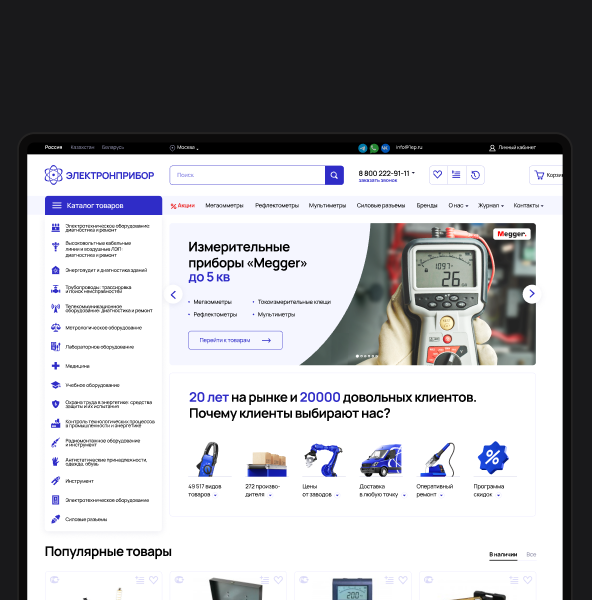 Россия Казахстан Беларусь
Москва
info@1ep.ru
Личный кабинет
ЭЛЕКТРОНПРИБОР
Поиск
8 800 222-91-11
заказать звонок
Каталог товаров
Акции Мегаомметры Рефлектометры Мультиметры Силовые разъемы Бренды О нас Журнал Контакты
Электротехническое оборудование
диагностика и ремонт
Высоковольтных кабельные
линии и воздушные ЛЭП:
диагностика и ремонт
Энергоаудит и диагностика зданий
Трубопроводы: трассировка
и поиск неисправностей
Телекоммуникационное
оборудование: диагностика и ремонт
Метрологическое оборудование
Лабораторное оборудование
Медицина
Учебное оборудование
Охрана труда в энергетике: средства
защиты и их испытания
Контроль технологических процессов
в промышленности и энергетике
Радиомонтажное оборудование
и инструмент
Антистатические принадлежности,
одежда, обувь
Инструмент
Электротехническое оборудование
Силовые разъемы
Измерительные
приборы «Megger»
до 5 кв
Мегаомметры
Токоизмерительные клещи
Рефлектометры
Мультиметры
Перейти к товарам
Megger.
20 лет на рынке и 20000 довольных клиентов.
Почему клиенты выбирают нас?
49 517 видов
товаров
272 произво-
дителя
Цены
от заводов
Доставка
в любую точку
Оперативный
ремонт
Программа
скидок
Популярные товары
В наличии Все